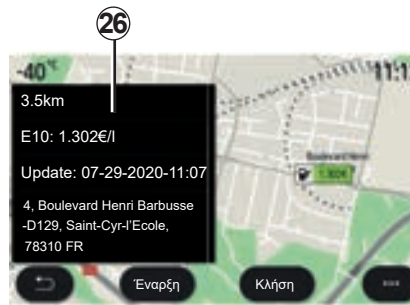 26
-40°C
11:1
3.5km
E10: 1.302€/l
Update: 07-29-2020-11:07
4, Boulevard Henri Barbusse
-D129, Saint-Cyr-l’Ecole,
78310 FR
Boulevard Henri
1.302€
Έναρξη
Κλήση